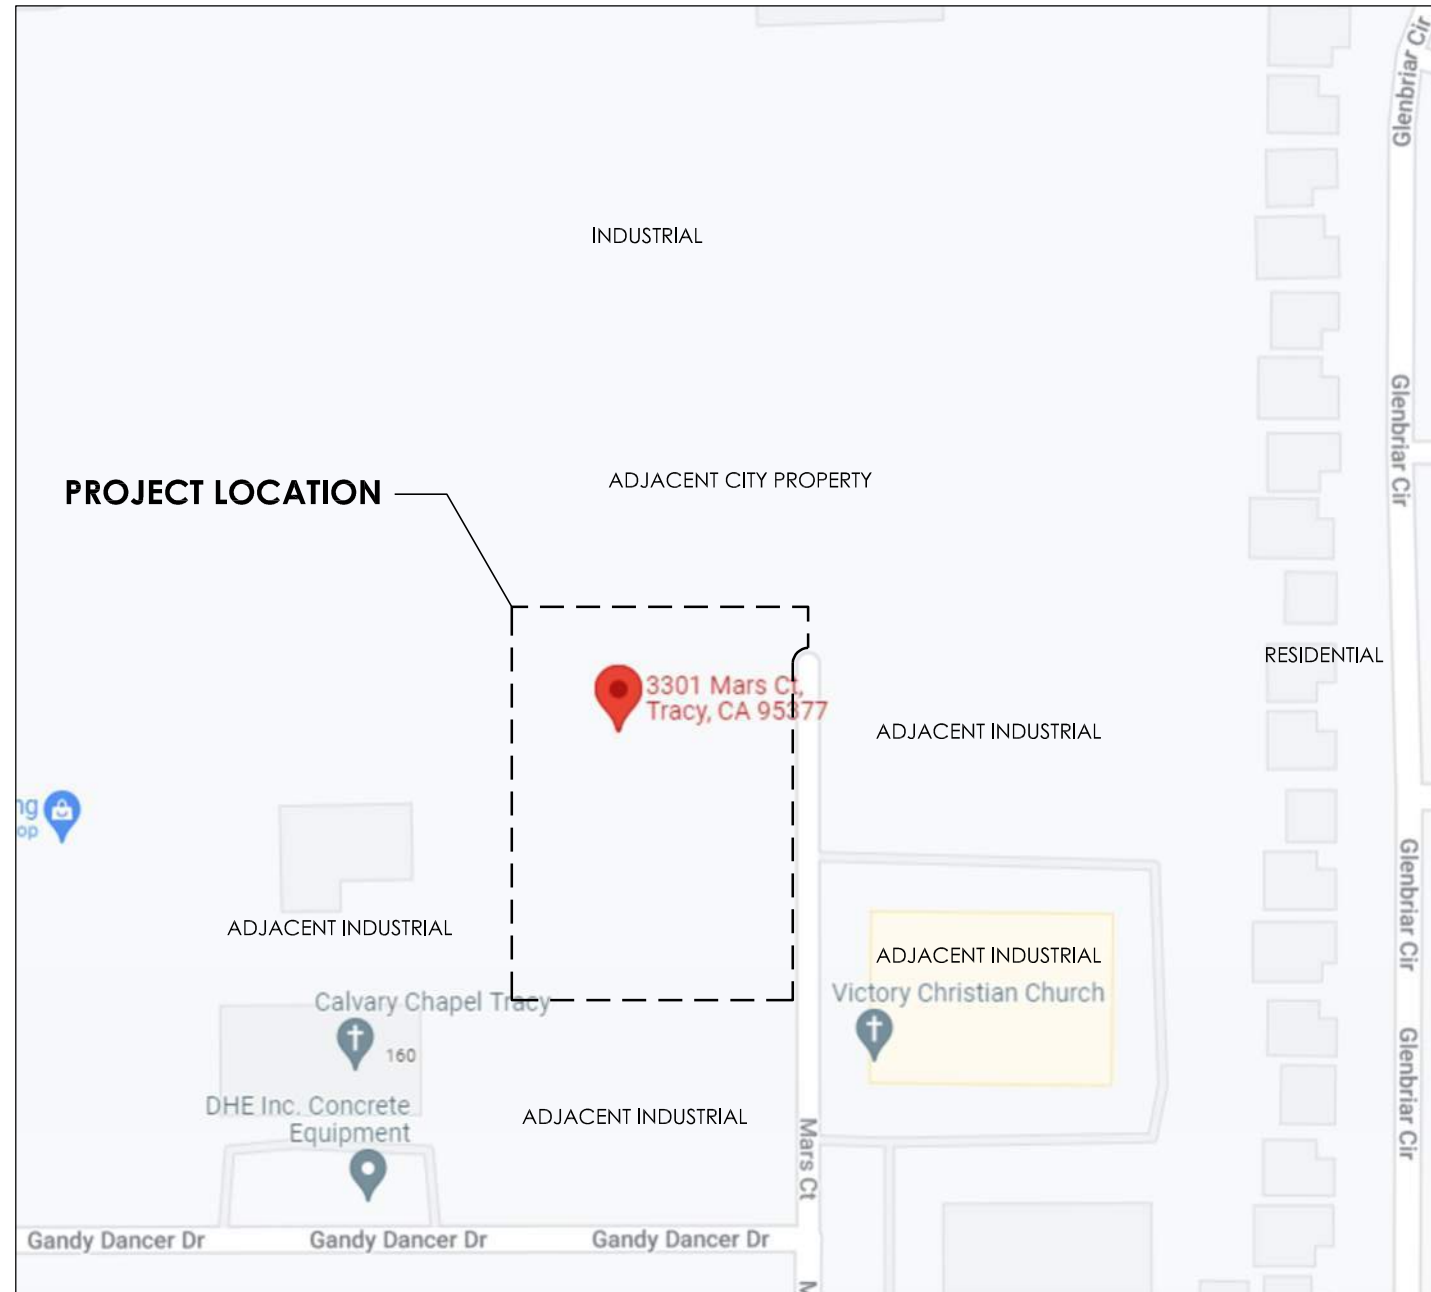 Glenbriar Cir
INDUSTRIAL
Glenbriar Cir
PROJECT LOCATION
ADJACENT CITY PROPERTY
RESIDENTIAL
3301 Mars Ct,
Tracy, CA 95377
ADJACENT INDUSTRIAL
ng
op
Glenbriar Cir
ADJACENT INDUSTRIAL
ADJACENT INDUSTRIAL
Victory Christian Church
Calvary Chapel Tracy
160
DHE Inc. Concrete
Equipment
ADJACENT INDUSTRIAL
Mars Ct
Glenbriar Cir
Gandy Dancer Dr
Gandy Dancer Dr
Gandy Dancer Dr